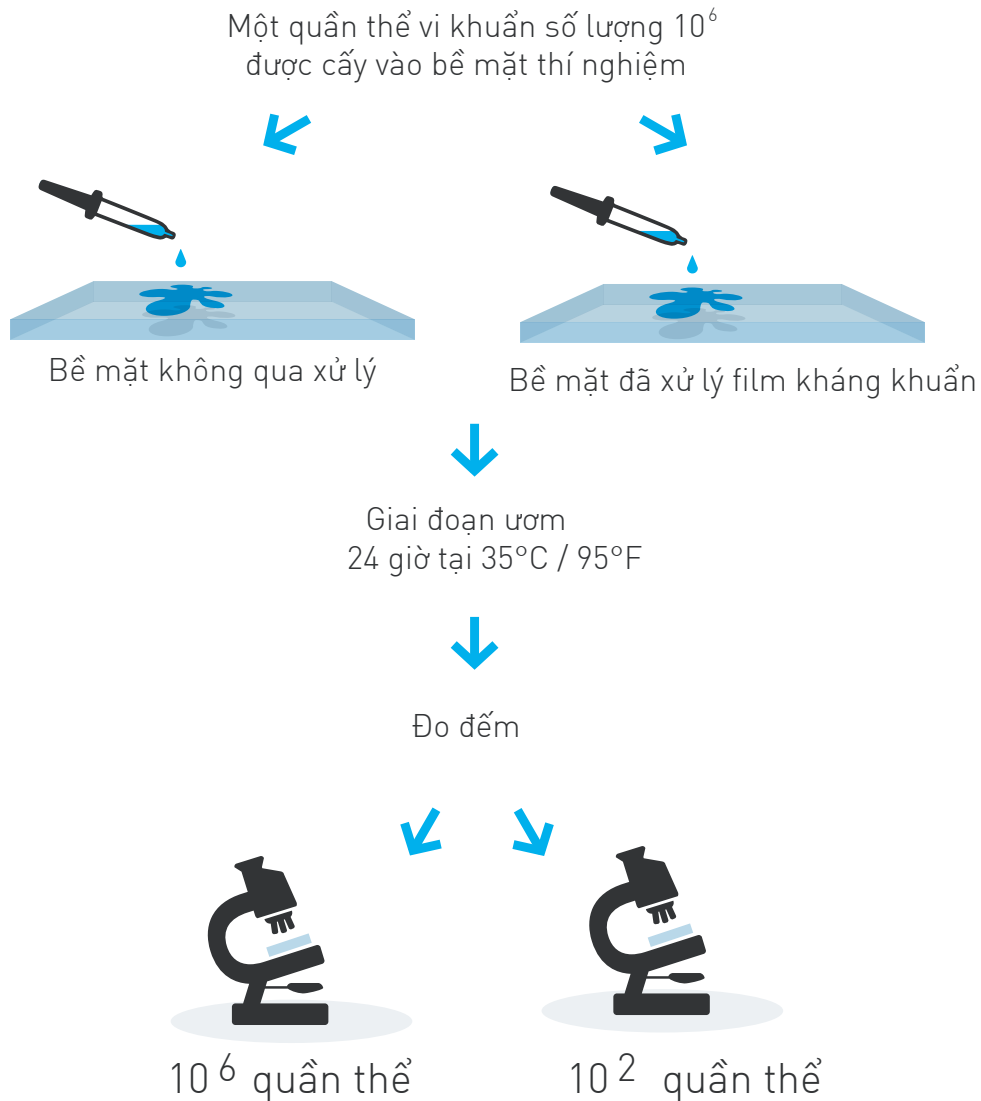 Một quần thể vi khuẩn số lượng 10⁶
được cấy vào bề mặt thí nghiệm
Bề mặt không qua xử lý
Bề mặt đã xử lý film kháng khuẩn
Giai đoạn ươm
24 giờ tại 35°C / 95°F
Đo đếm
10⁶ quần thể
10² quần thể